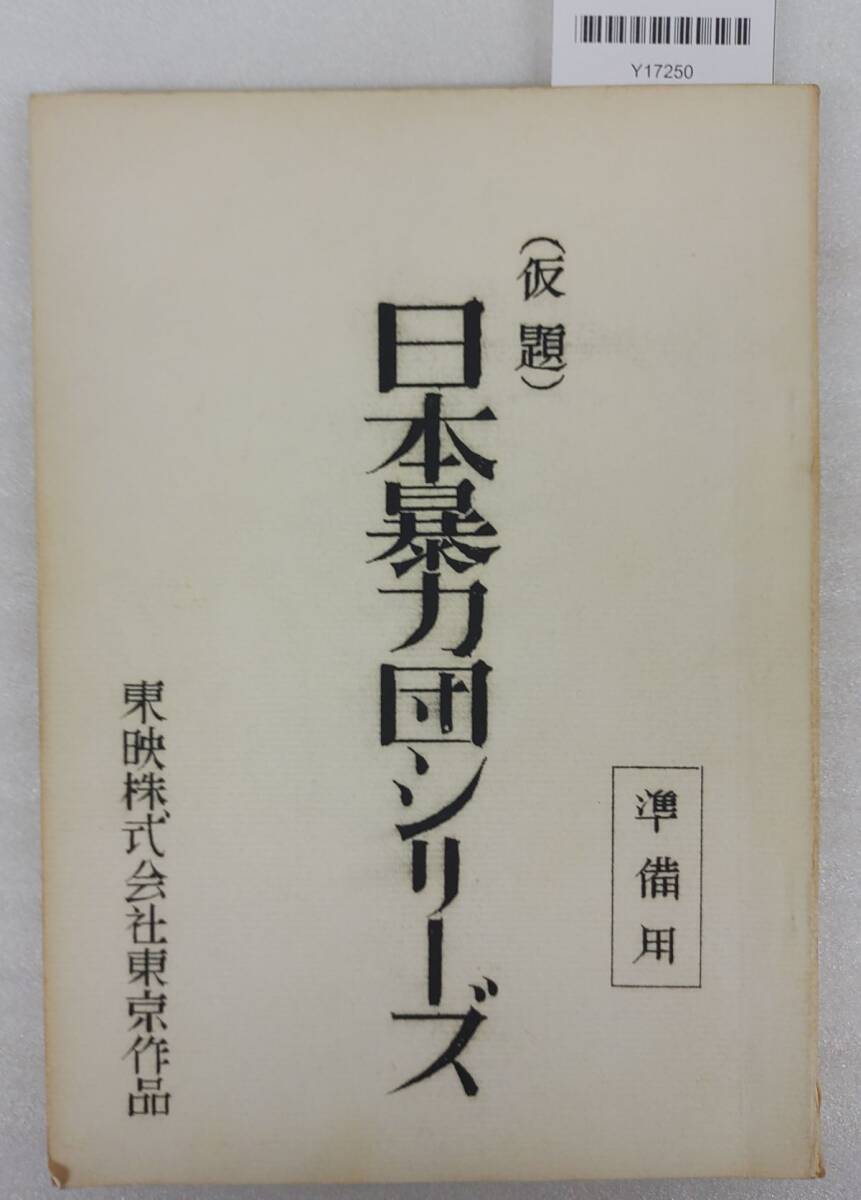 Y17250
(仮題)
日本暴力団シリーズ
準備用
東映株式会社東京作品